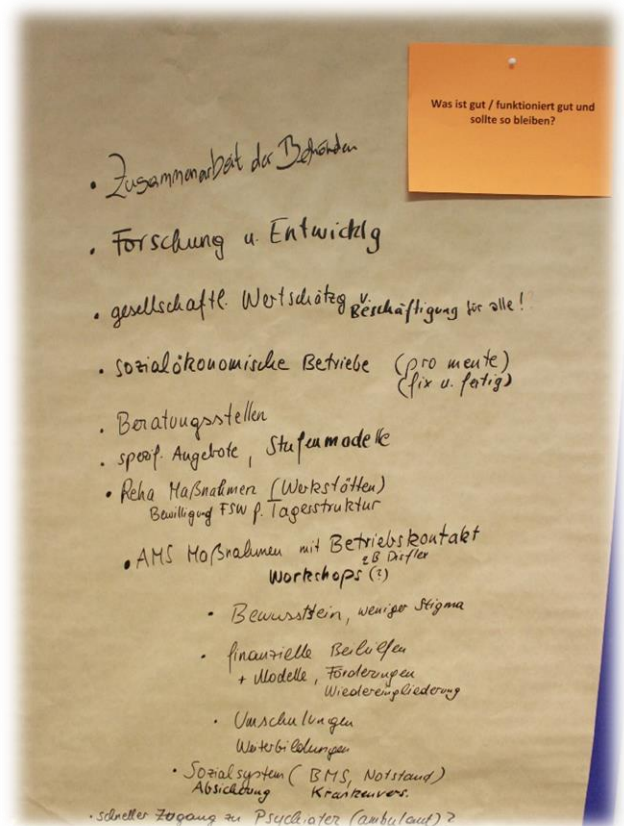 Was ist gut / funktioniert gut und
sollte so bleiben?
• Zusammenarbeit der Behörden
• Forschung u. Entwicklg
• gesellschaftl. Wertschätzg u. Beschäftigung für alle!
• sozialökonomische Betriebe (pro mente)
(fix u. fertig)
• Beratungsstellen
• spezif. Angebote, Stufenmodelle
• Reha Maßnahmen (Werkstätten)
Bewilligung FSW f. Tagesstruktur
• AMS Maßnahmen mit Betriebskontakt
zB
Workshops (?)
• Bewusstsein, weniger Stigma
• finanzielle Beihilfen
+ Modelle, Förderungen
Wiedereingliederung
• Umschulungen
Weiterbildungen
• Sozialsystem (BMS, Notstand)
Absicherung Krankenvers.
• schneller Zugang zu Psychiater (ambulant)?